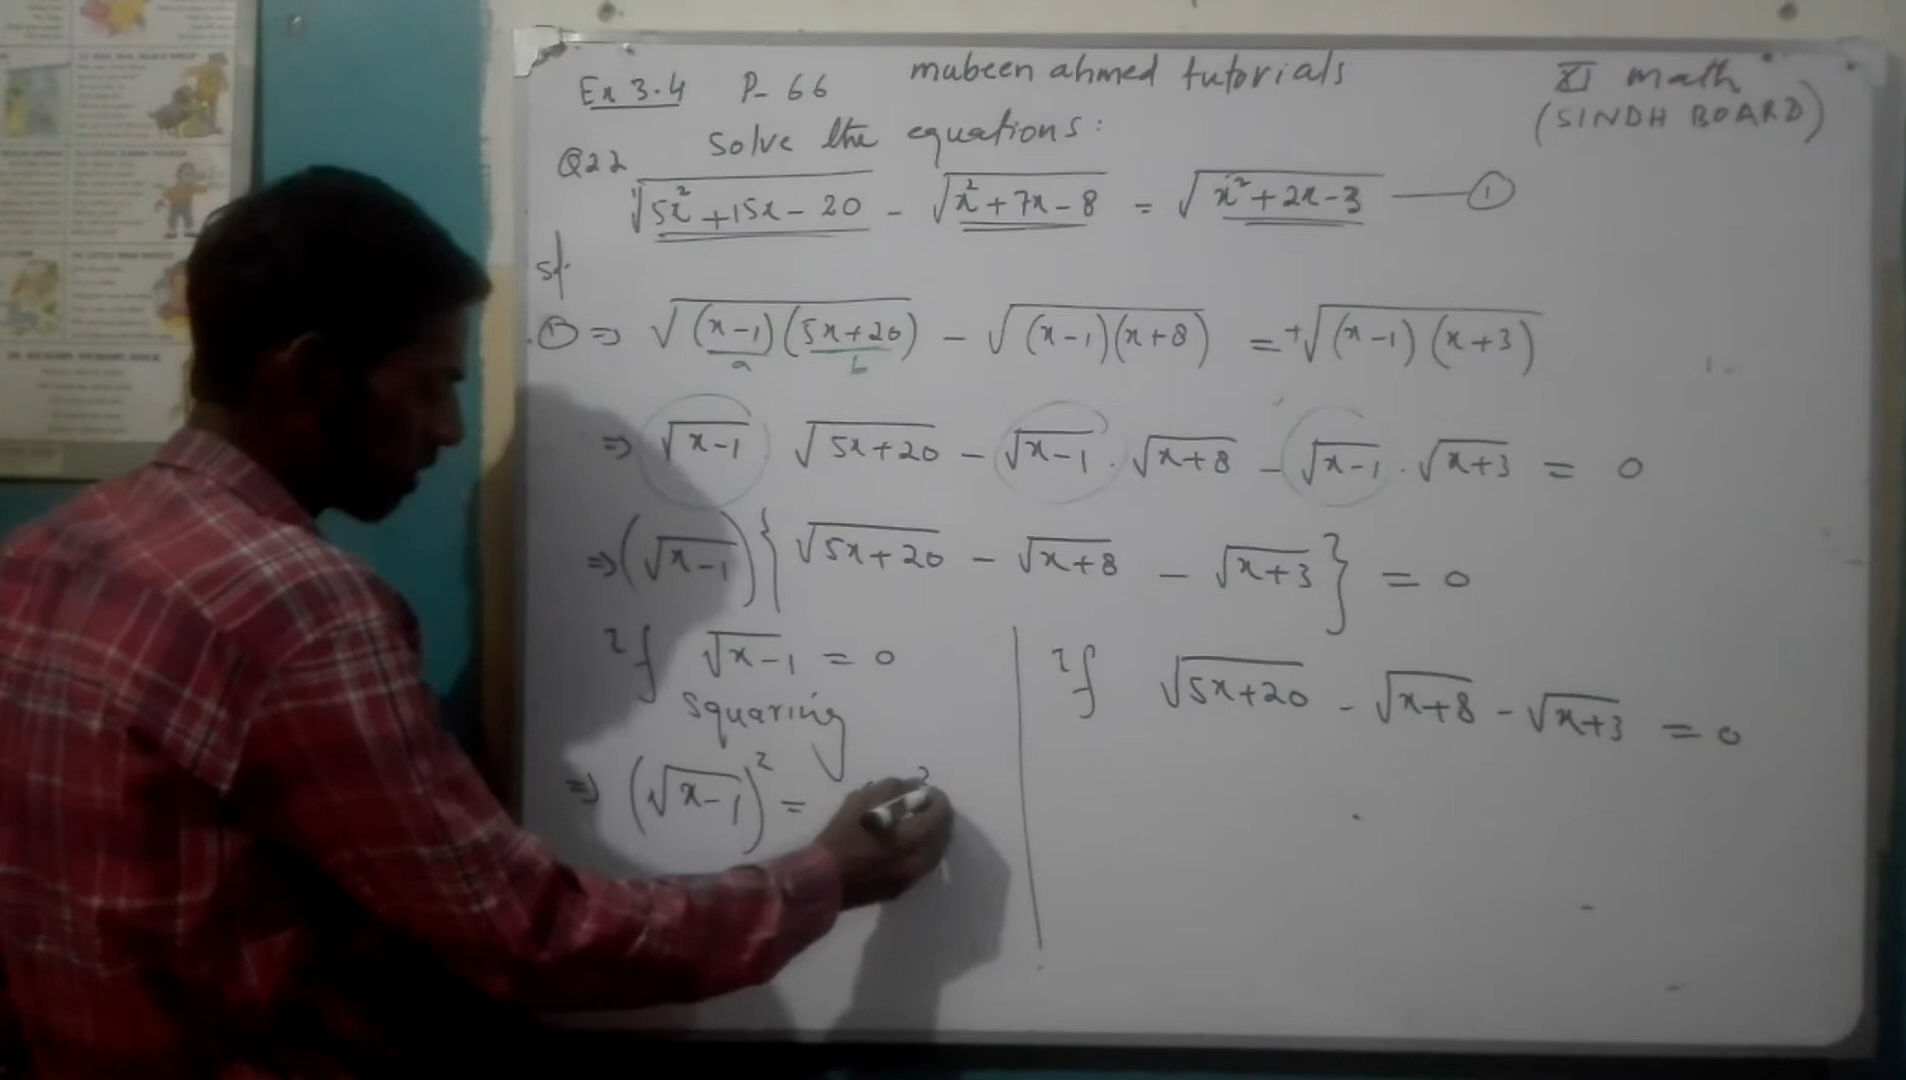 Ex 3.4 P-66 mubeen ahmed tutorials XI math
(SINDH BOARD)
Q22 Solve the equations:
√(5x²+15x-20) - √(x²+7x-8) = √(x²+2x-3) —— ①
Sol.
① ⇒ √((x-1)(5x+20)) - √((x-1)(x+8)) = +√((x-1)(x+3))
a b
⇒ √(x-1) √(5x+20) - √(x-1) . √(x+8) - √(x-1) . √(x+3) = 0
⇒ (√(x-1)) {√(5x+20) - √(x+8) - √(x+3)} = 0
If √(x-1) = 0
Squaring
⇒ (√(x-1))² =
If √(5x+20) - √(x+8) - √(x+3) = 0